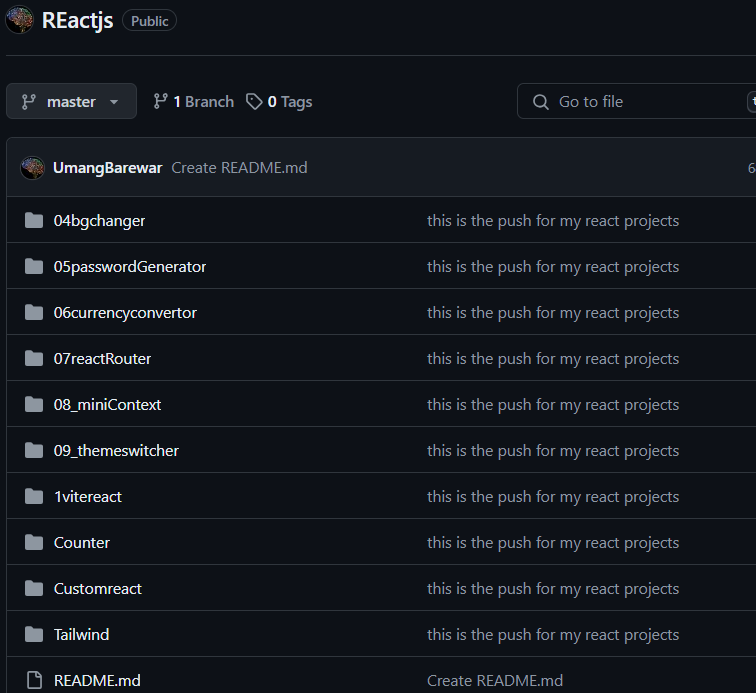 REactjs Public
master 1 Branch 0 Tags Go to file
UmangBarewar Create README.md
04bgchanger this is the push for my react projects
05passwordGenerator this is the push for my react projects
06currencyconvertor this is the push for my react projects
07reactRouter this is the push for my react projects
08_miniContext this is the push for my react projects
09_themeswitcher this is the push for my react projects
1vitereact this is the push for my react projects
Counter this is the push for my react projects
Customreact this is the push for my react projects
Tailwind this is the push for my react projects
README.md Create README.md